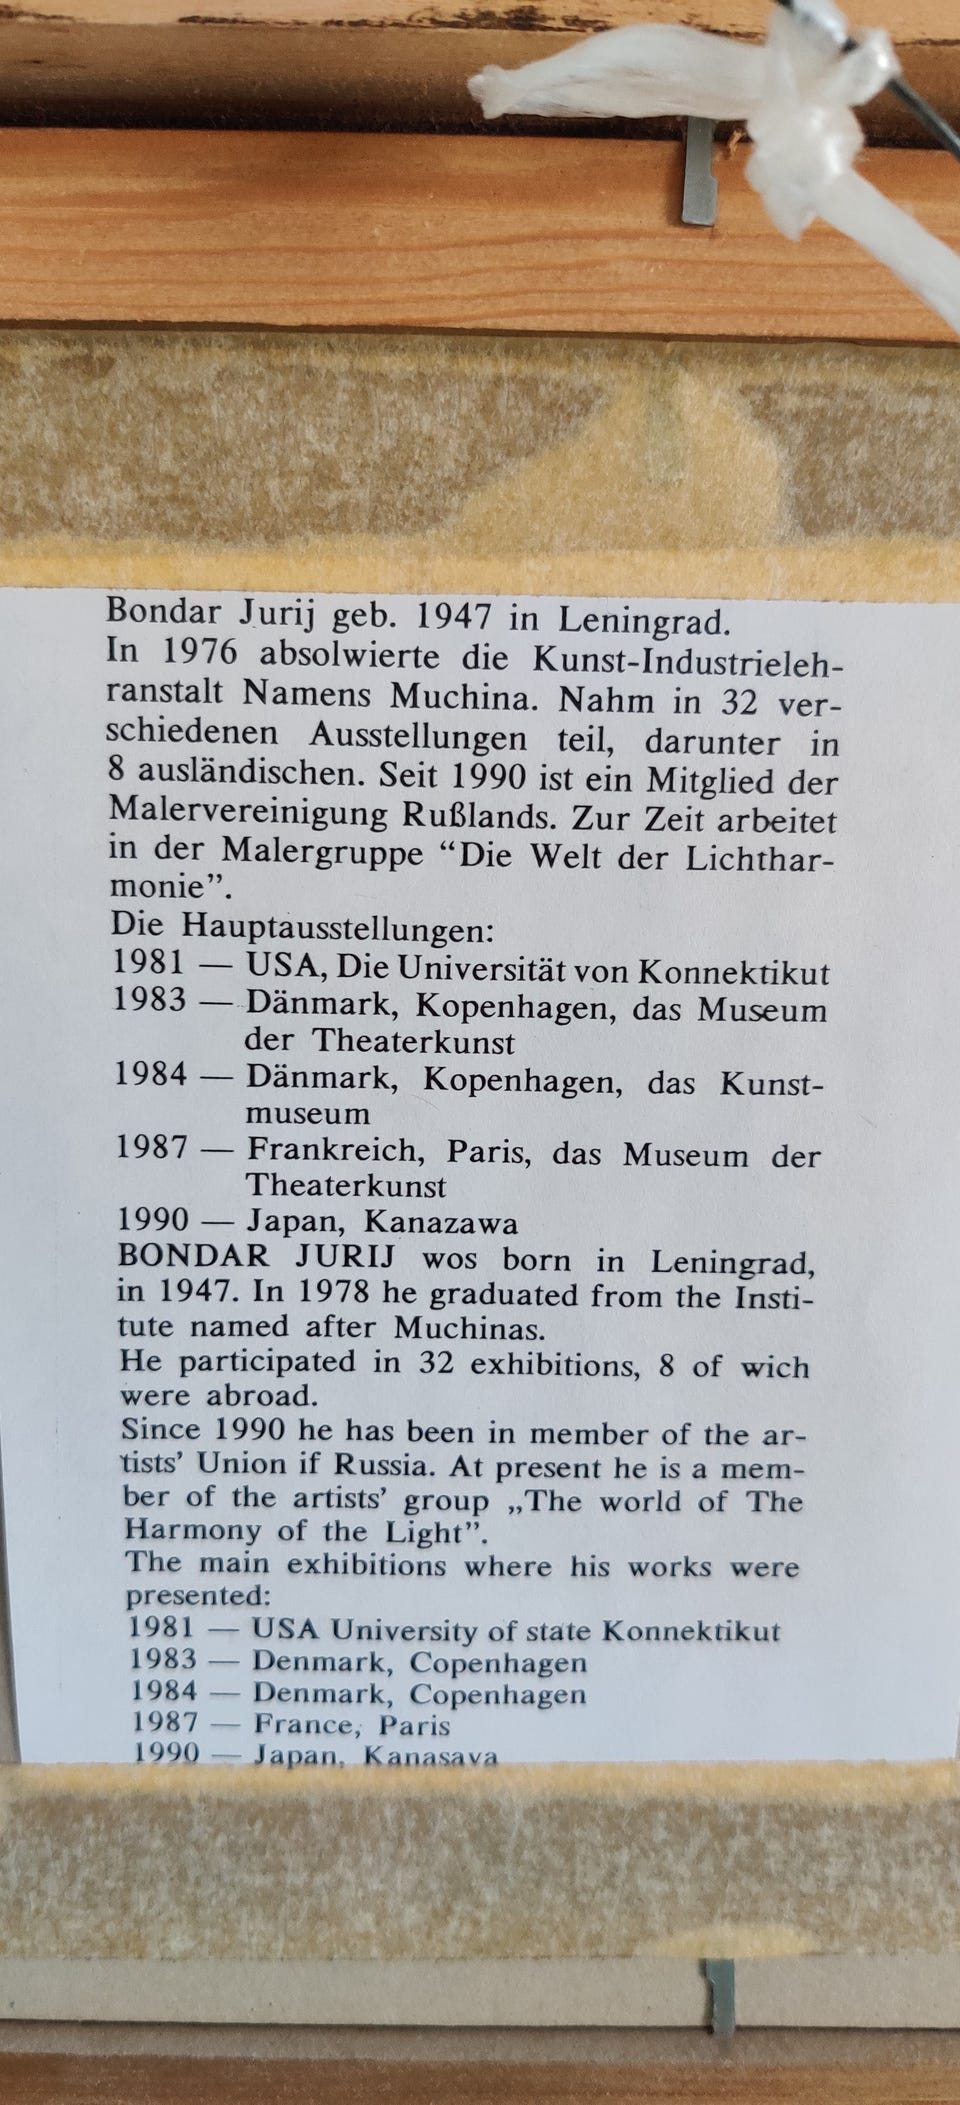 Bondar Jurij geb. 1947 in Leningrad.
In 1976 absolwierte die Kunst-Industrieleh-
ranstalt Namens Muchina. Nahm in 32 ver-
schiedenen Ausstellungen teil, darunter in
8 ausländischen. Seit 1990 ist ein Mitglied der
Malervereinigung Rußlands. Zur Zeit arbeitet
in der Malergruppe “Die Welt der Lichthar-
monie”.
Die Hauptausstellungen:
1981 — USA, Die Universität von Konnektikut
1983 — Dänmark, Kopenhagen, das Museum
der Theaterkunst
1984 — Dänmark, Kopenhagen, das Kunst-
museum
1987 — Frankreich, Paris, das Museum der
Theaterkunst
1990 — Japan, Kanazawa
BONDAR JURIJ wos born in Leningrad,
in 1947. In 1978 he graduated from the Insti-
tute named after Muchinas.
He participated in 32 exhibitions, 8 of wich
were abroad.
Since 1990 he has been in member of the ar-
tists’ Union if Russia. At present he is a mem-
ber of the artists’ group „The world of The
Harmony of the Light”.
The main exhibitions where his works were
presented:
1981 — USA University of state Konnektikut
1983 — Denmark, Copenhagen
1984 — Denmark, Copenhagen
1987 — France, Paris
1990 — Japan, Kanasava